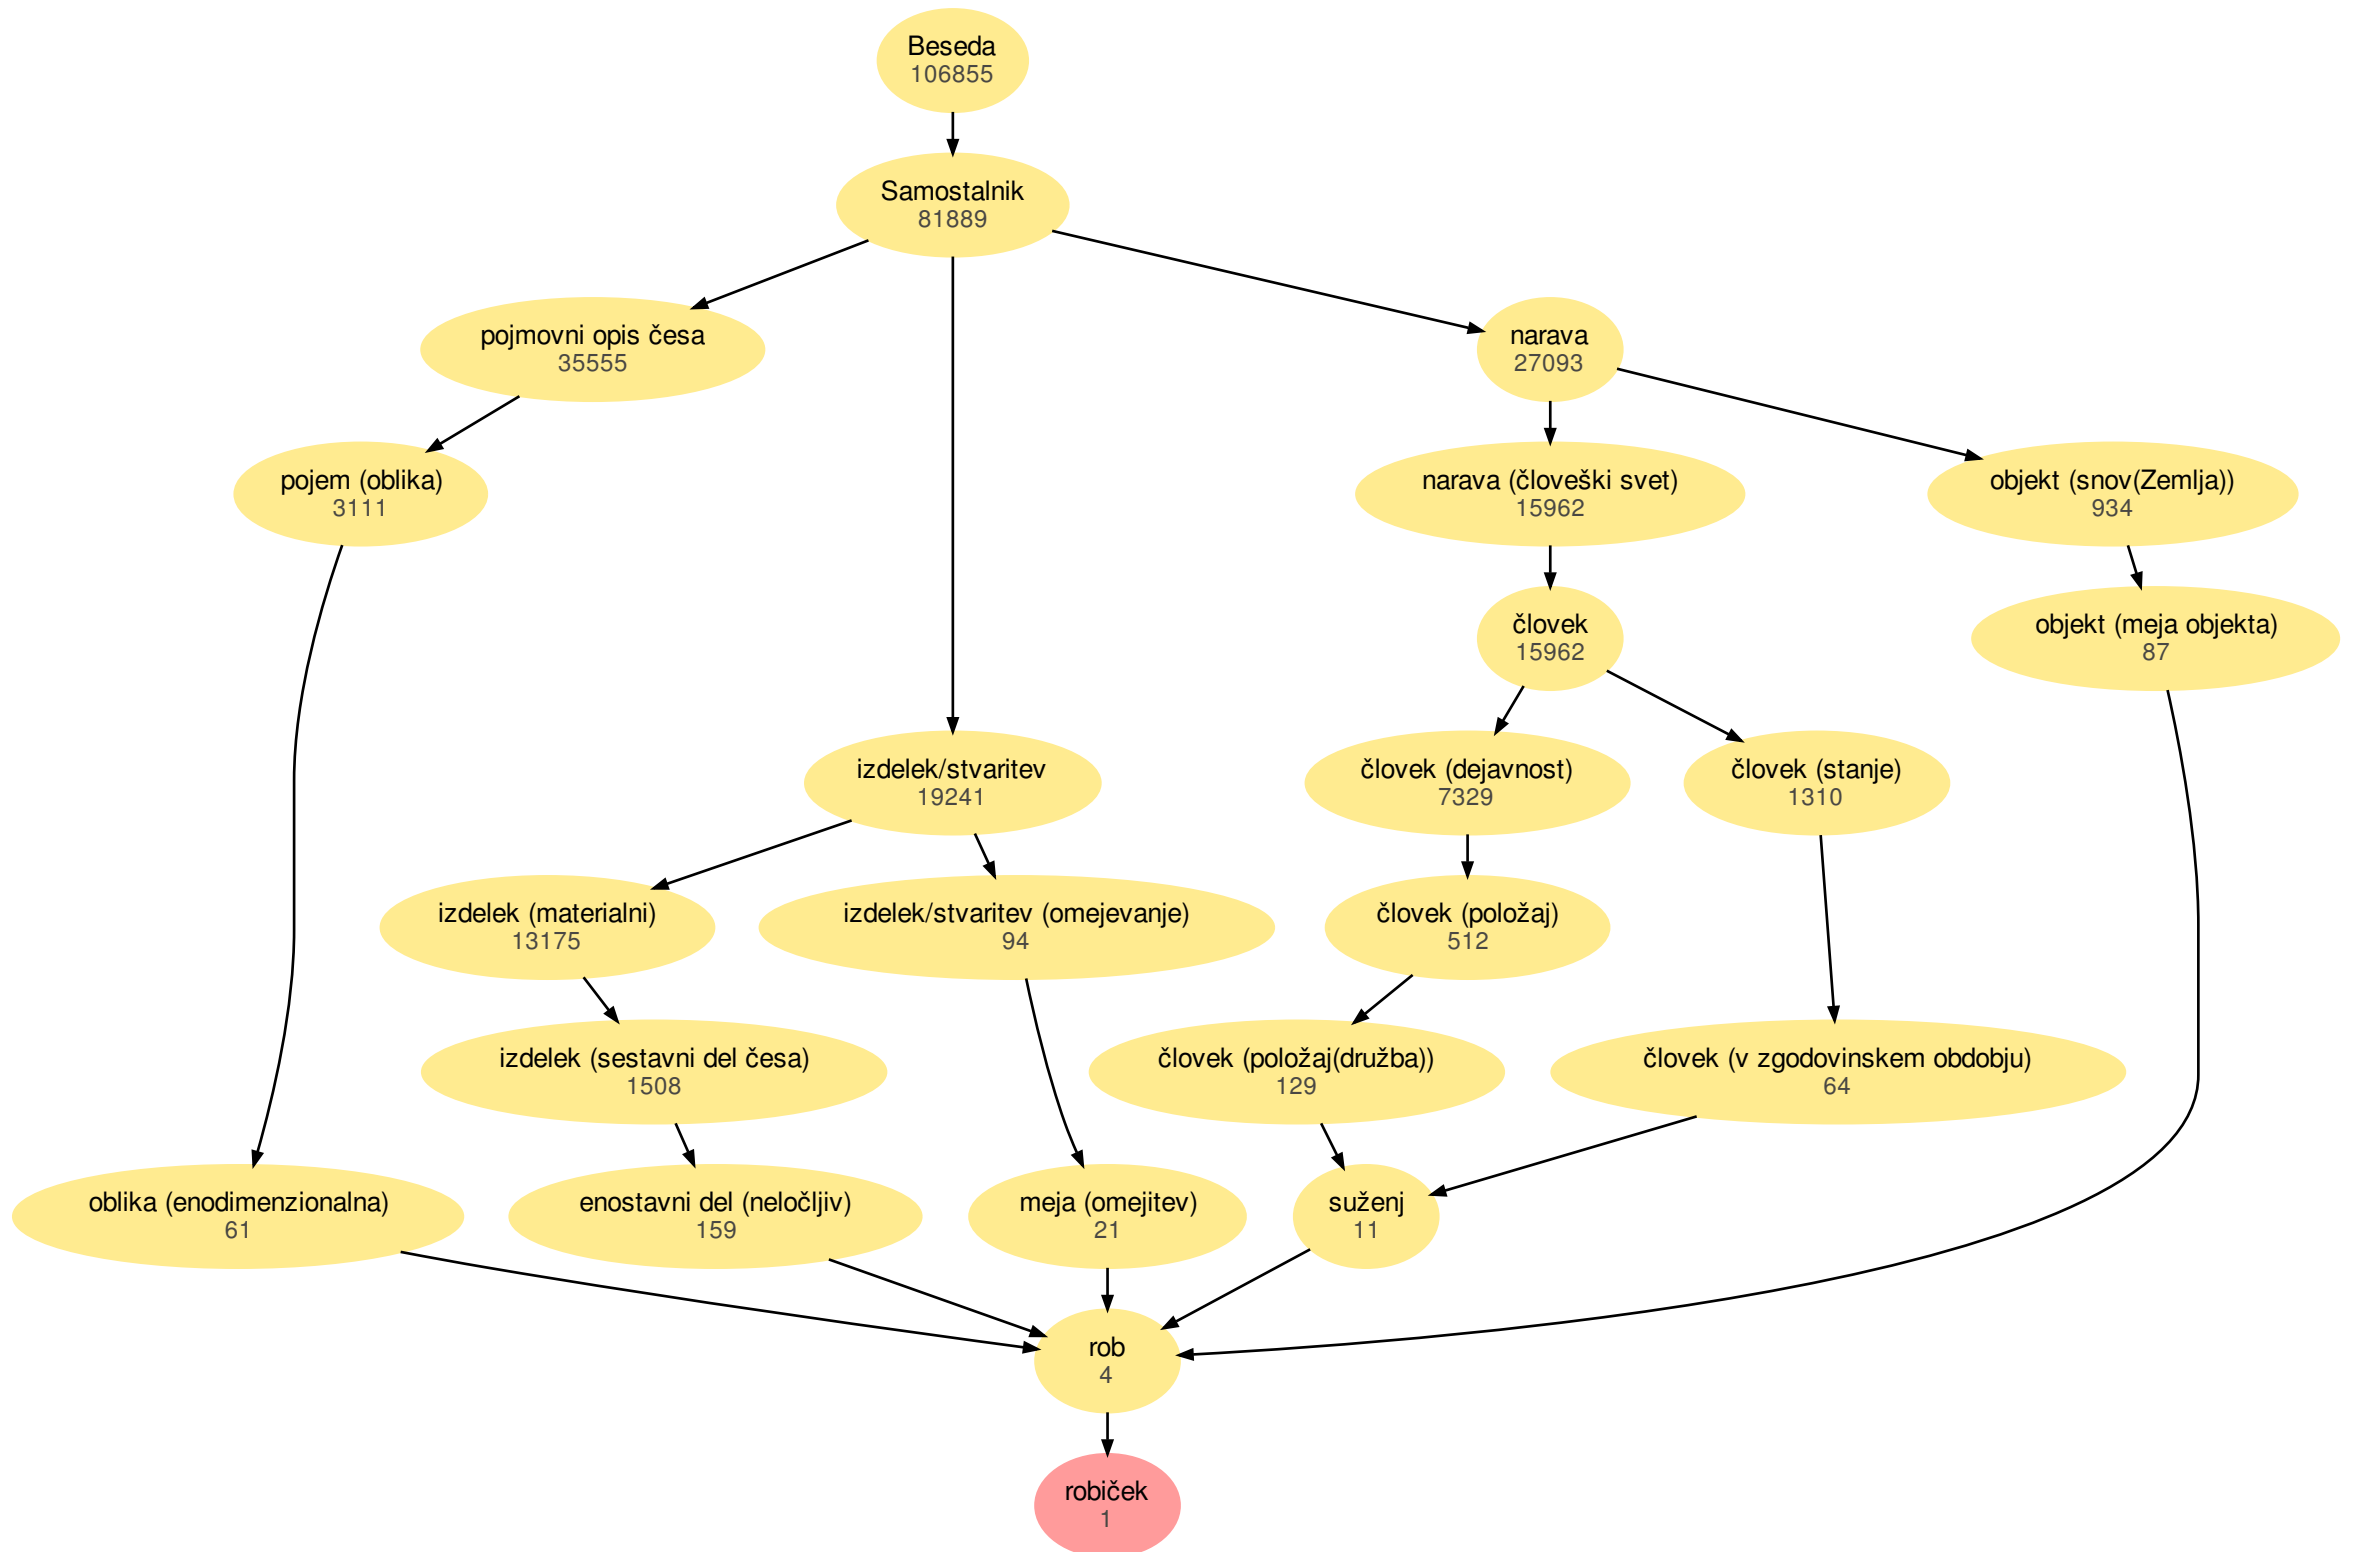 Beseda
106855
Samostalnik
81889
pojmovni opis česa
35555
narava
27093
pojem (oblika)
3111
narava (človeški svet)
15962
objekt (snov(Zemlja))
934
človek
15962
objekt (meja objekta)
87
izdelek/stvaritev
19241
človek (dejavnost)
7329
človek (stanje)
1310
izdelek (materialni)
13175
izdelek/stvaritev (omejevanje)
94
človek (položaj)
512
izdelek (sestavni del česa)
1508
človek (položaj(družba))
129
človek (v zgodovinskem obdobju)
64
oblika (enodimenzionalna)
61
enostavni del (neločljiv)
159
meja (omejitev)
21
suženj
11
rob
4
robiček
1